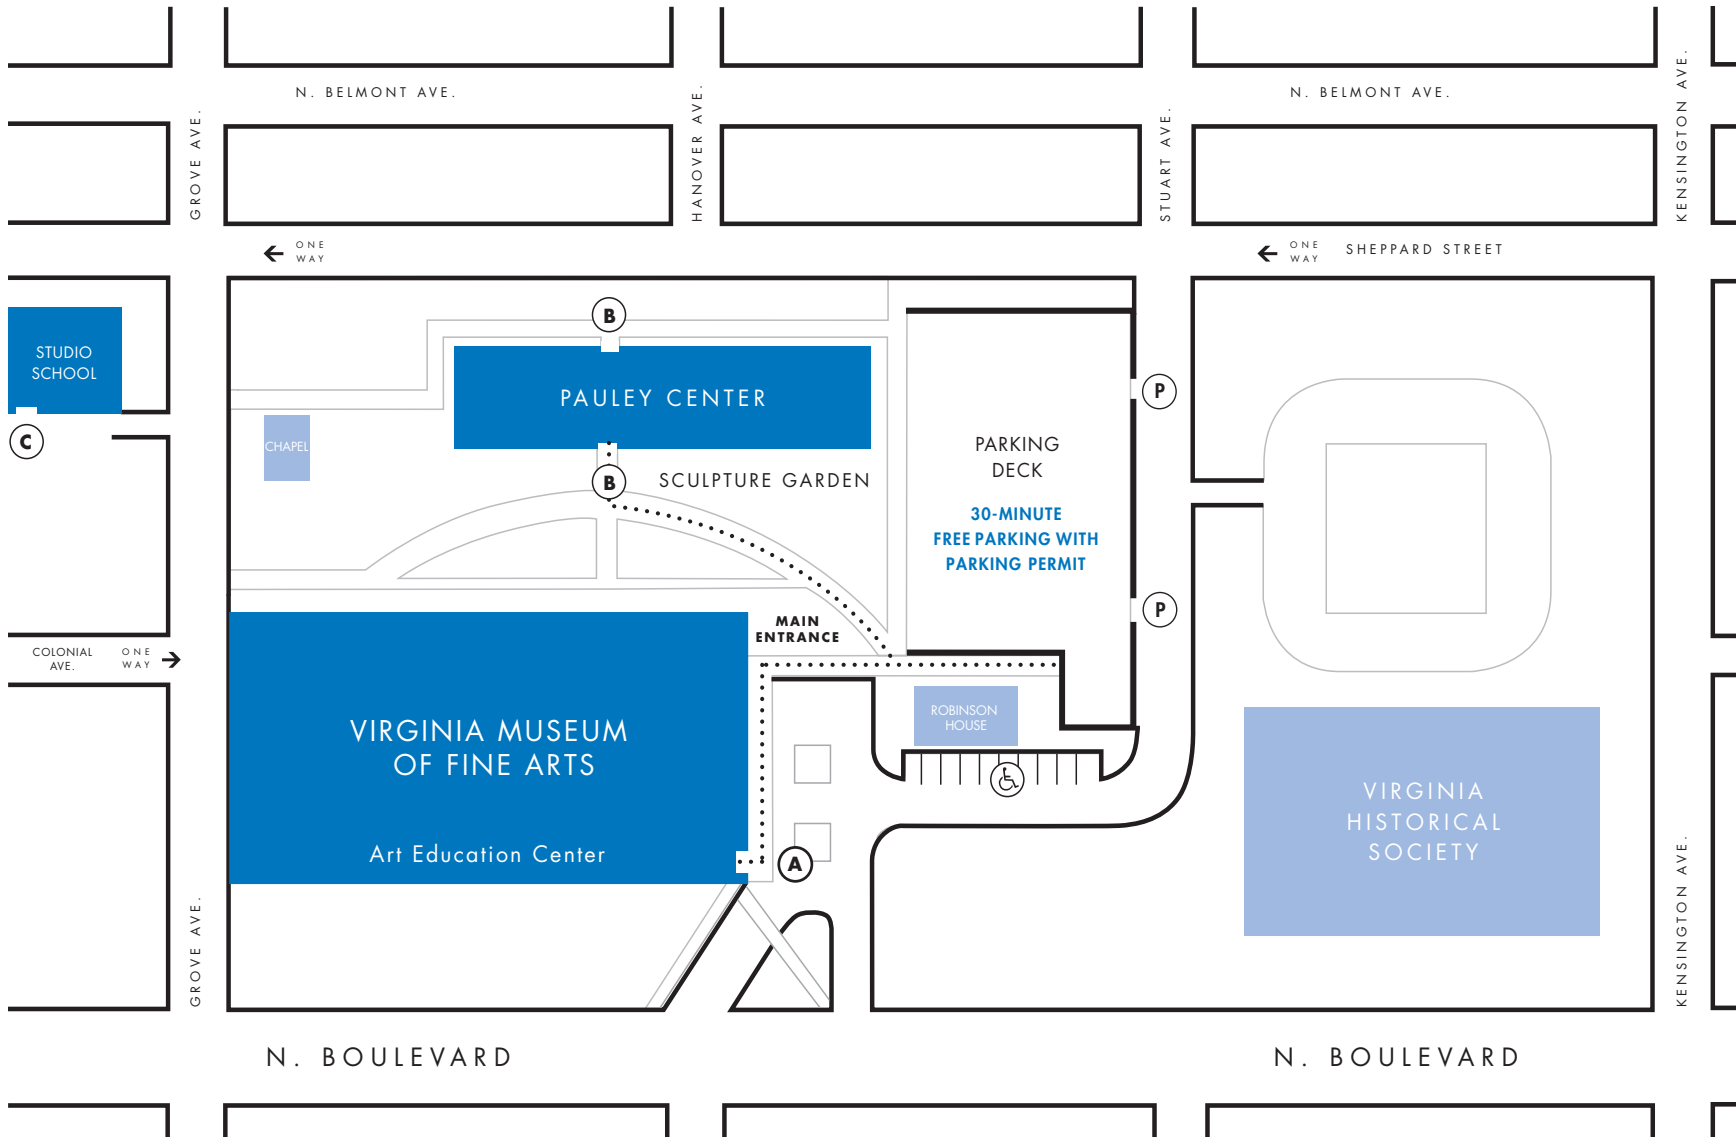 N. BELMONT AVE.
N. BELMONT AVE.
GROVE AVE.
HANOVER AVE.
STUART AVE.
KENSINGTON AVE.
ONE
WAY
ONE
WAY
SHEPPARD STREET
STUDIO
SCHOOL
C
B
PAULEY CENTER
CHAPEL
B
SCULPTURE GARDEN
PARKING
DECK
30-MINUTE
FREE PARKING WITH
PARKING PERMIT
P
P
MAIN
ENTRANCE
COLONIAL
AVE.
ONE
WAY
VIRGINIA MUSEUM
OF FINE ARTS
Art Education Center
A
ROBINSON
HOUSE
VIRGINIA
HISTORICAL
SOCIETY
GROVE AVE.
KENSINGTON AVE.
N. BOULEVARD
N. BOULEVARD